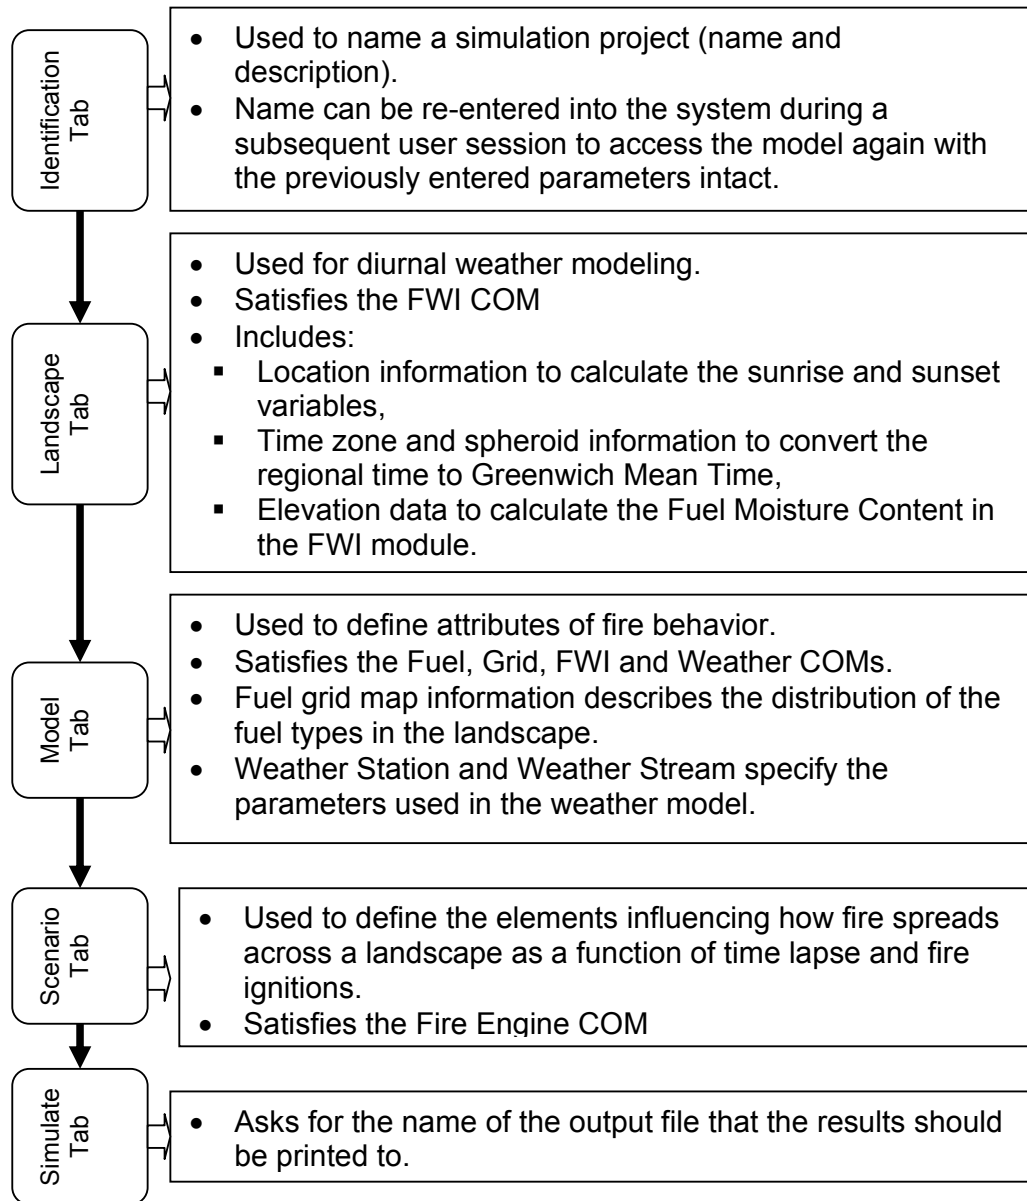 Identification
Tab
• Used to name a simulation project (name and
description).
• Name can be re-entered into the system during a
subsequent user session to access the model again with
the previously entered parameters intact.
Landscape
Tab
• Used for diurnal weather modeling.
• Satisfies the FWI COM
• Includes:
▪ Location information to calculate the sunrise and sunset
variables,
▪ Time zone and spheroid information to convert the
regional time to Greenwich Mean Time,
▪ Elevation data to calculate the Fuel Moisture Content in
the FWI module.
Model
Tab
• Used to define attributes of fire behavior.
• Satisfies the Fuel, Grid, FWI and Weather COMs.
• Fuel grid map information describes the distribution of the
fuel types in the landscape.
• Weather Station and Weather Stream specify the
parameters used in the weather model.
Scenario
Tab
• Used to define the elements influencing how fire spreads
across a landscape as a function of time lapse and fire
ignitions.
• Satisfies the Fire Engine COM
Simulate
Tab
• Asks for the name of the output file that the results should
be printed to.